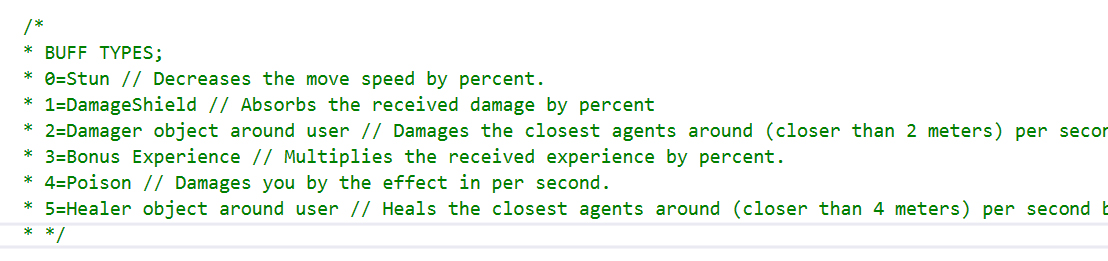 /*
* BUFF TYPES;
* 0=Stun // Decreases the move speed by percent.
* 1=DamageShield // Absorbs the received damage by percent
* 2=Damager object around user // Damages the closest agents around (closer than 2 meters) per
* 3=Bonus Experience // Multiplies the received experience by percent.
* 4=Poison // Damages you by the effect in per second.
* 5=Healer object around user // Heals the closest agents around (closer than 4 meters) per second
* */